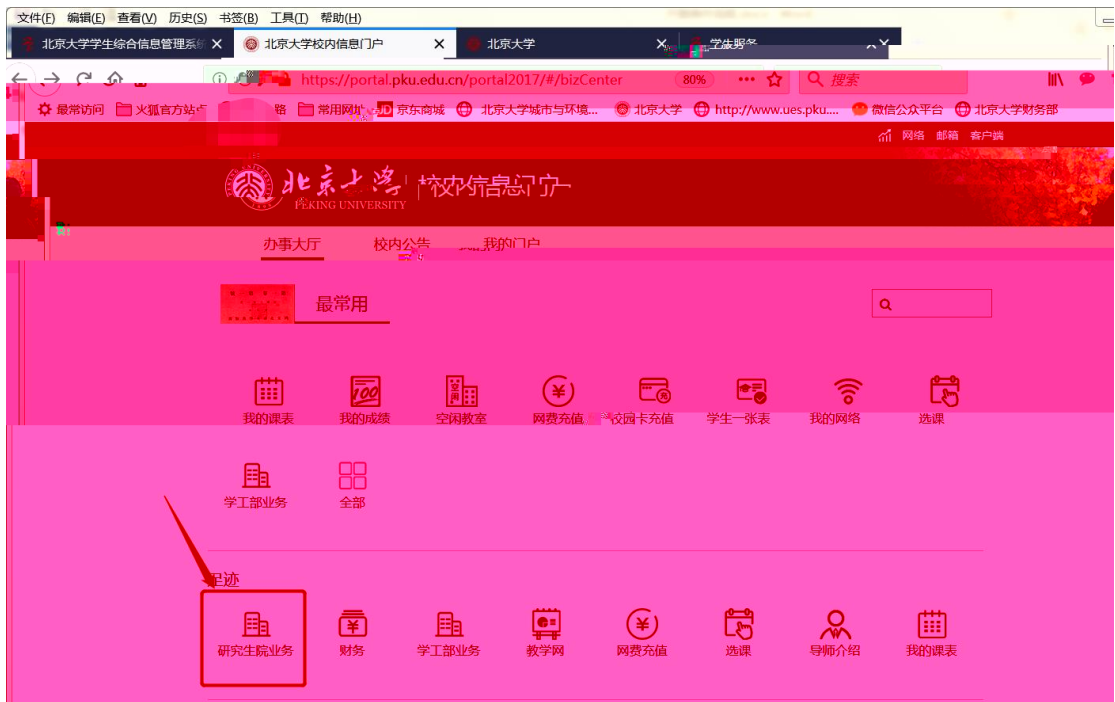 文件(F) 编辑(E) 查看(V) 历史(S) 书签(B) 工具(T) 帮助(H)
北京大学学生综合信息管理系统 × 北京大学校内信息门户 × 北京大学 ×
https://portal.pku.edu.cn/portal2017/#/bizCenter 80% 搜索
最常访问 火狐官方站点 常用网址 京东商城 北京大学城市与环境... 北京大学 http://www.ues.pku.... 微信公众平台 北京大学财务部
网络 邮箱 客户端
北京大学 校内信息门户
PEKING UNIVERSITY
办事大厅 校内公告 我的门户
最常用
我的课表 我的成绩 空闲教室 网费充值 校园卡充值 学生一张表 我的网络 选课
学工部业务 全部
足迹
研究生院业务 财务 学工部业务 教学网 网费充值 选课 导师介绍 我的课表